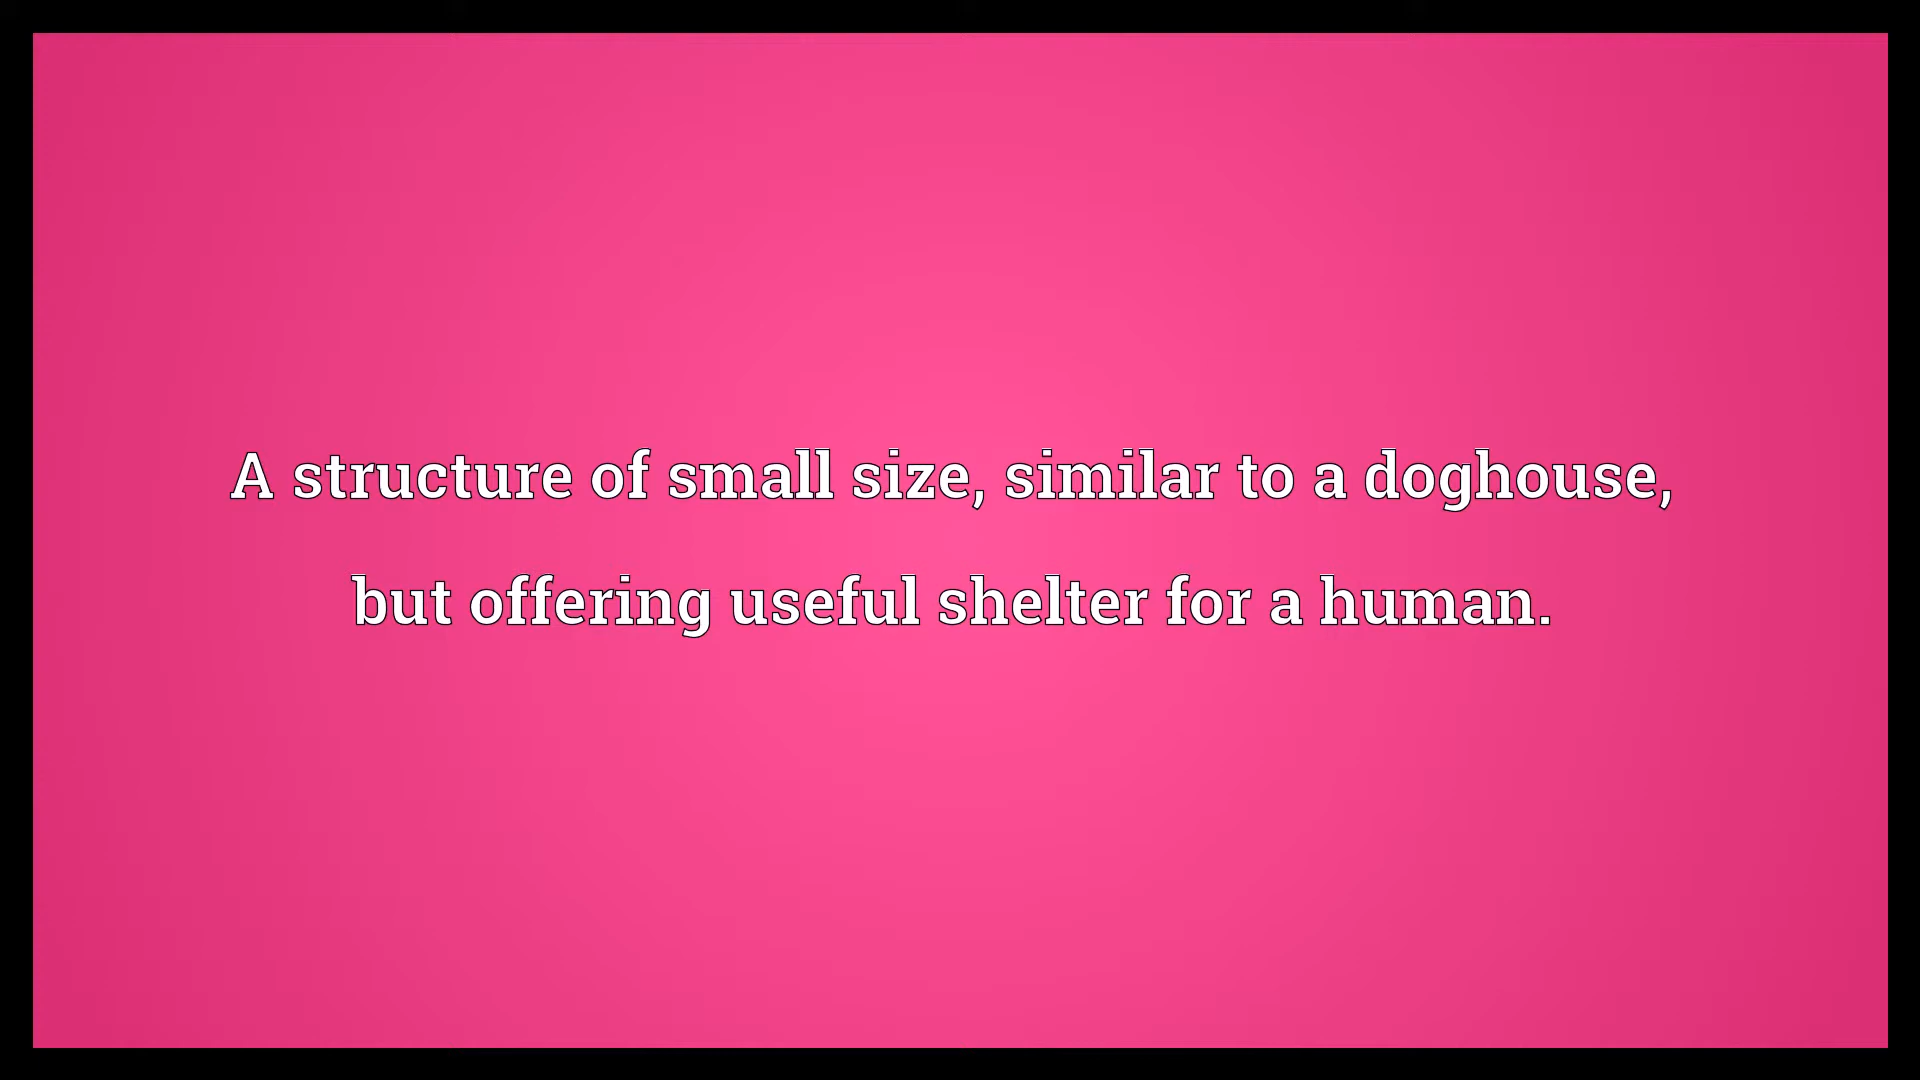 A structure of small size, similar to a doghouse,
but offering useful shelter for a human.